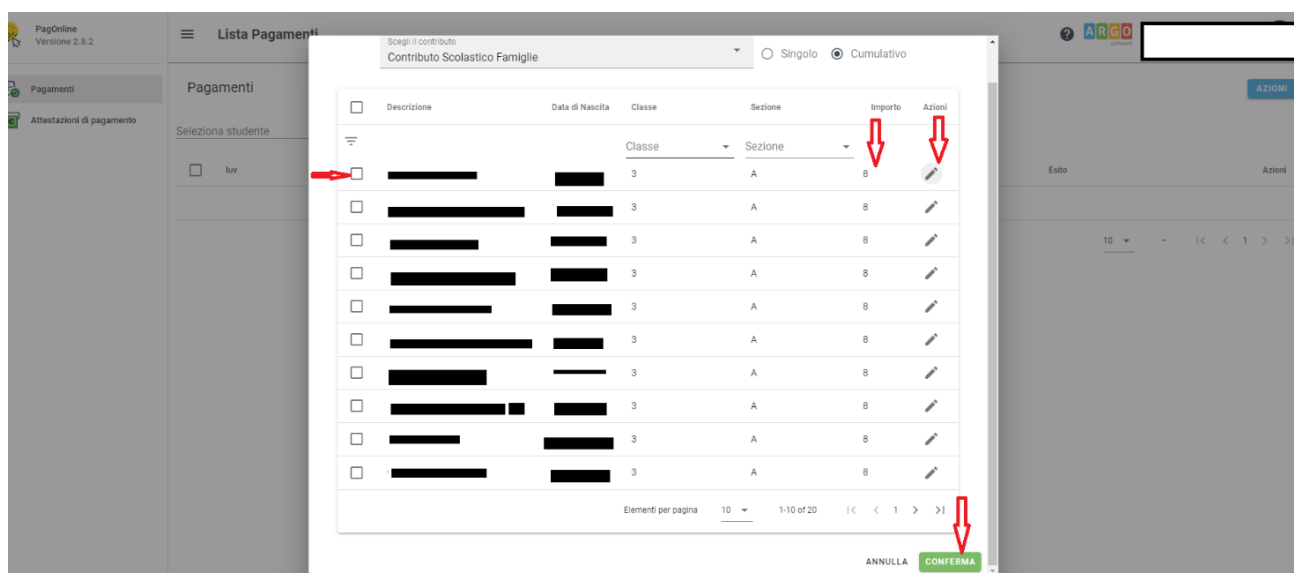 PagOnline
Versione 2.8.2
Lista Pagamenti
ARGO
software
Pagamenti
Attestazioni di pagamento
Pagamenti
AZIONI
Seleziona studente
Iuv
Esito
Azioni
10
-
|< < 1 > >|
Scegli il contributo
Contributo Scolastico Famiglie
Singolo
Cumulativo
Descrizione Data di Nascita Classe Sezione Importo Azioni
Classe Sezione
3 A 8
3 A 8
3 A 8
3 A 8
3 A 8
3 A 8
3 A 8
3 A 8
3 A 8
3 A 8
Elementi per pagina 10 1-10 of 20 |< < 1 > >|
ANNULLA CONFERMA